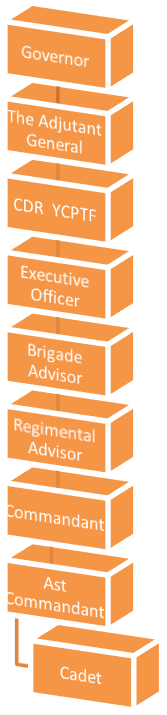 Governor
The Adjutant
General
CDR YCPTF
Executive
Officer
Brigade
Advisor
Regimental
Advisor
Commandant
Ast
Commandant
Cadet